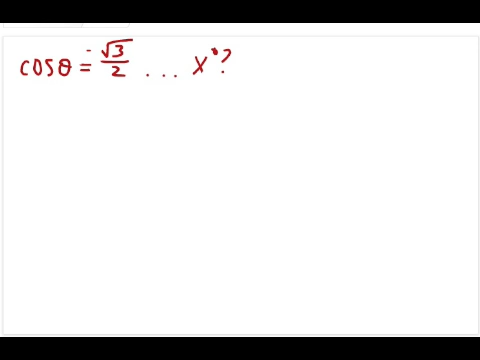 cosθ = -√3/2 ... x°?